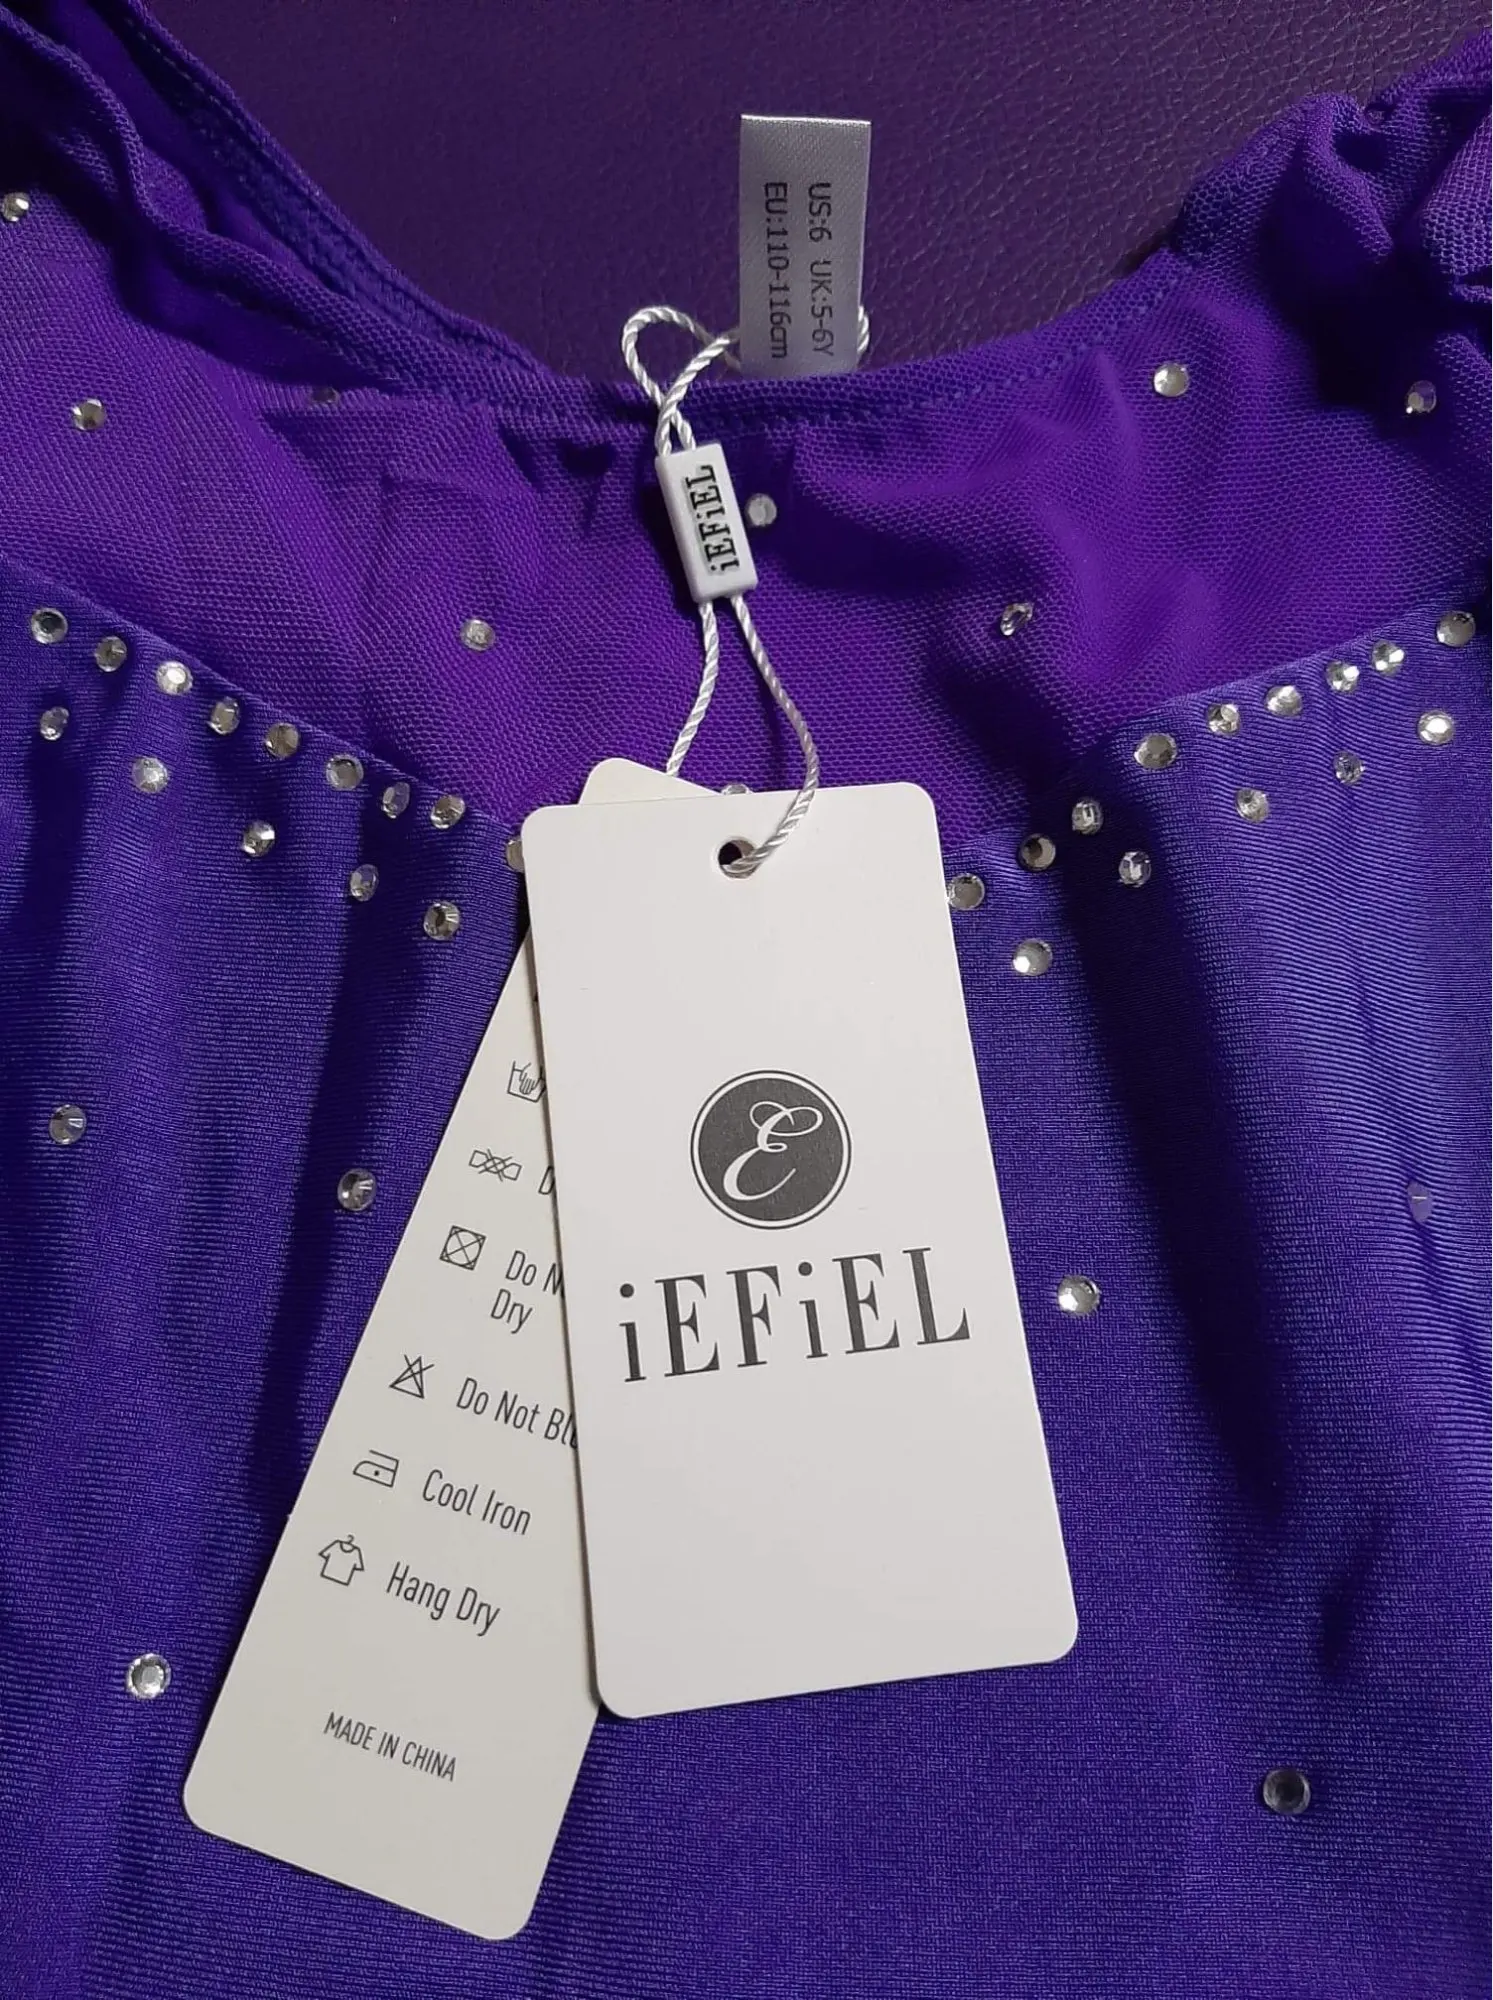 US:6 UK:5-6Y
EU:110-116cm
iEFiEL
E
iEFiEL
Do
Dry
Do Not
Cool Iron
Hang Dry
MADE IN CHINA